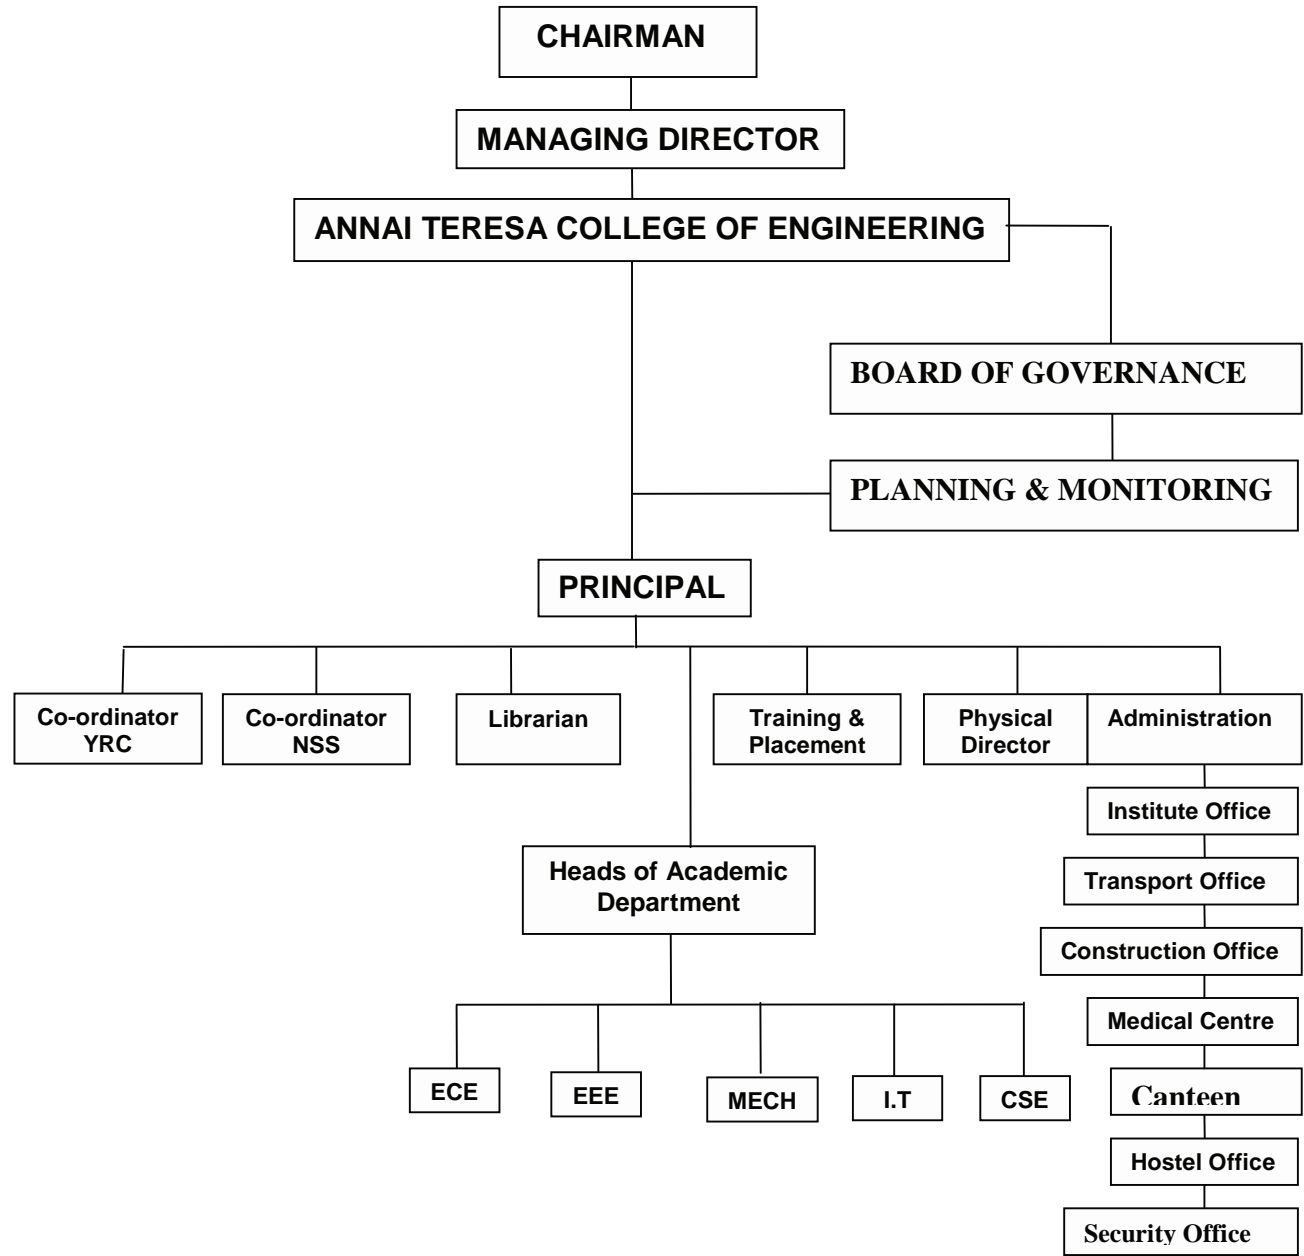 CHAIRMAN
MANAGING DIRECTOR
ANNAI TERESA COLLEGE OF ENGINEERING
BOARD OF GOVERNANCE
PLANNING & MONITORING
PRINCIPAL
Co-ordinator
YRC
Co-ordinator
NSS
Librarian
Training &
Placement
Physical
Director
Administration
Institute Office
Transport Office
Construction Office
Medical Centre
Canteen
Hostel Office
Security Office
Heads of Academic
Department
ECE
EEE
MECH
I.T
CSE